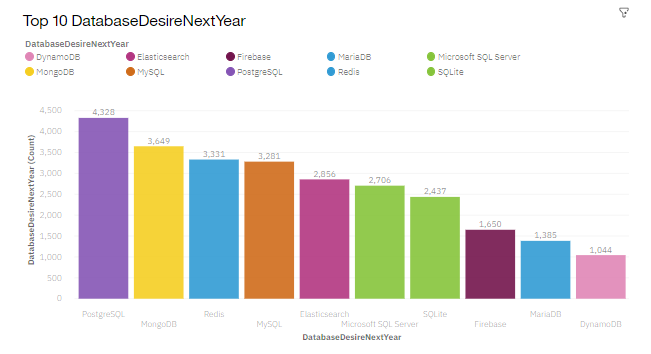 Top 10 DatabaseDesireNextYear
DatabaseDesireNextYear
DynamoDB Elasticsearch Firebase MariaDB Microsoft SQL Server
MongoDB MySQL PostgreSQL Redis SQLite
4,500
4,000
3,500
3,000
2,500
2,000
1,500
1,000
500
0
DatabaseDesireNextYear (Count)
4,328
3,649
3,331
3,281
2,856
2,706
2,437
1,650
1,385
1,044
PostgreSQL Redis Elasticsearch SQLite MariaDB
MongoDB MySQL Microsoft SQL Server Firebase DynamoDB
DatabaseDesireNextYear